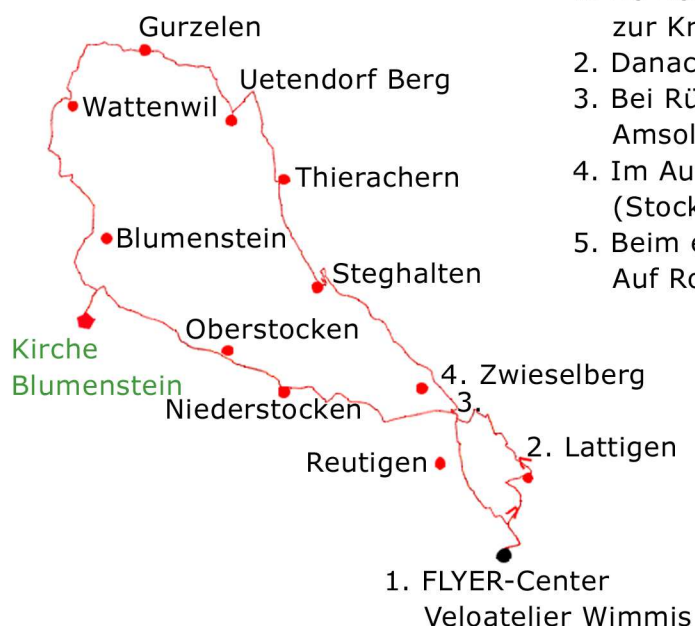 Gurzelen
Uetendorf Berg
Wattenwil
Thierachern
Blumenstein
Steghalten
Oberstocken
Kirche
Blumenstein
4. Zwieselberg
3.
Niederstocken
2. Lattigen
Reutigen
1. FLYER-Center
Veloatelier Wimmis
zur
2. Danac
3. Bei Rü
Amsol
4. Im Au
(Stock
5. Beim
Auf